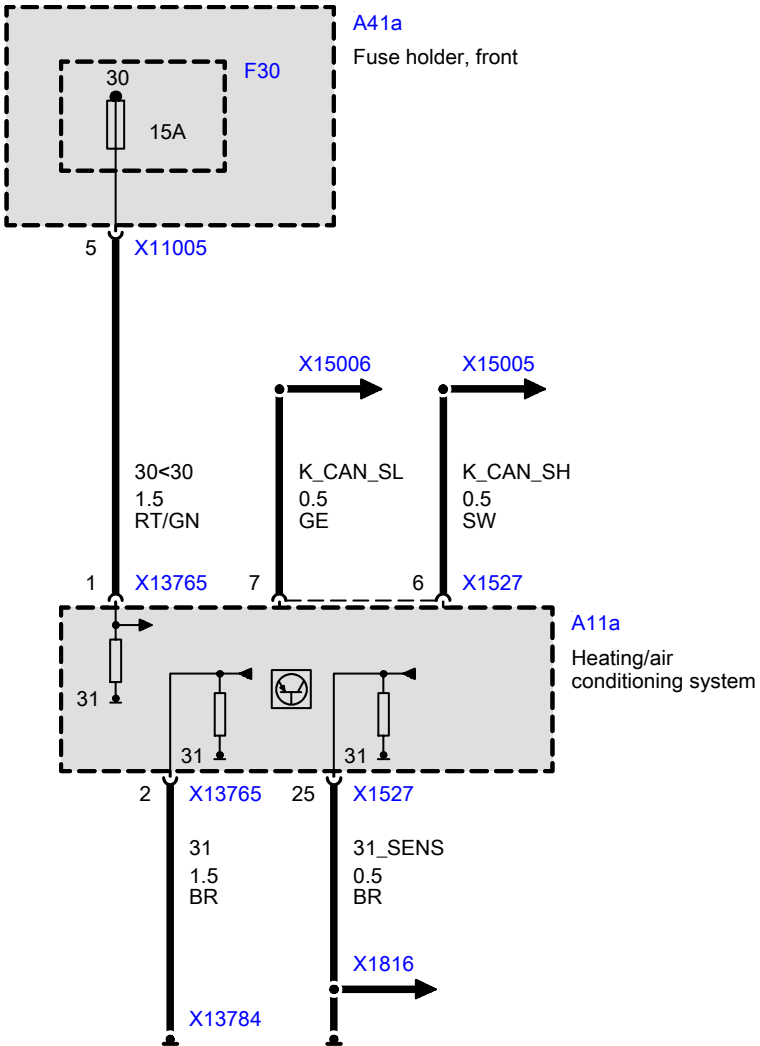 A41a
Fuse holder, front
F30
30
15A
5
X11005
X15006
X15005
30<30
1.5
RT/GN
K_CAN_SL
0.5
GE
K_CAN_SH
0.5
SW
1
X13765
7
6
X1527
A11a
Heating/air
conditioning system
31
31
31
2
X13765
25
X1527
31
1.5
BR
31_SENS
0.5
BR
X1816
X13784